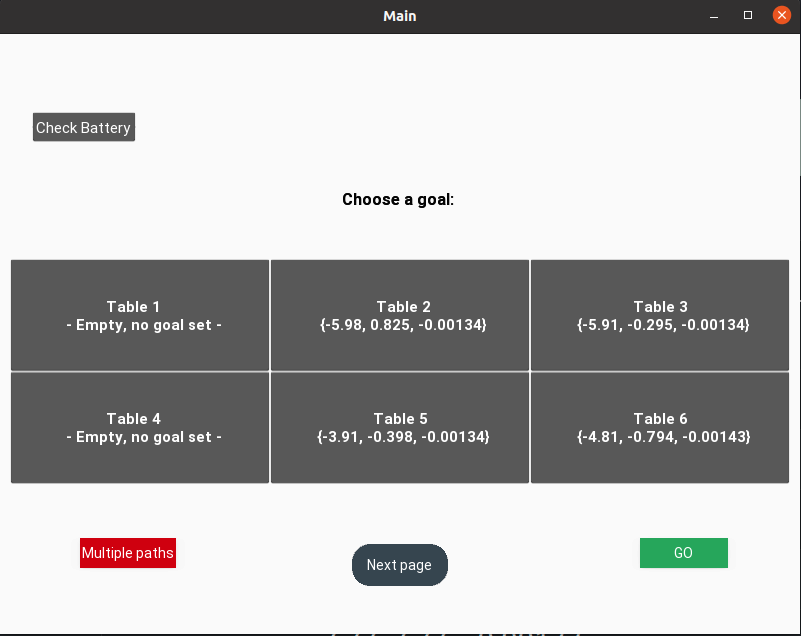 Main
Check Battery
Choose a goal:
Table 1
- Empty, no goal set -
Table 2
{-5.98, 0.825, -0.00134}
Table 3
{-5.91, -0.295, -0.00134}
Table 4
- Empty, no goal set -
Table 5
{-3.91, -0.398, -0.00134}
Table 6
{-4.81, -0.794, -0.00143}
Multiple paths
Next page
GO